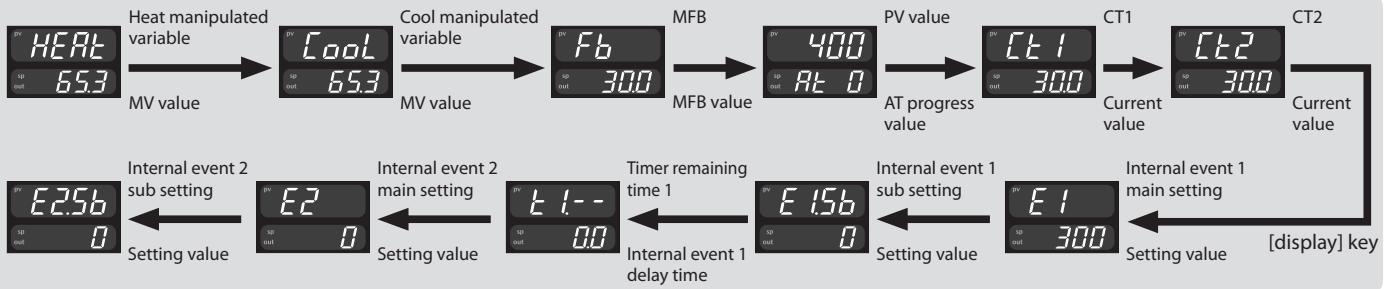 pv HEAt
sp
out 65.3
Heat manipulated
variable
MV value
pv CooL
sp
out 65.3
Cool manipulated
variable
MV value
pv Fb
sp
out 30.0
MFB
MFB value
pv 400
sp
out At 0
PV value
AT progress
value
pv Ct1
sp
out 30.0
CT1
Current
value
pv Ct2
sp
out 30.0
CT2
Current
value
pv E2.Sb
sp
out 0
Internal event 2
sub setting
Setting value
pv E2
sp
out 0
Internal event 2
main setting
Setting value
pv t1.--
sp
out 0.0
Timer remaining
time 1
Internal event 1
delay time
pv E1.Sb
sp
out 0
Internal event 1
sub setting
Setting value
pv E1
sp
out 300
Internal event 1
main setting
Setting value
[display] key